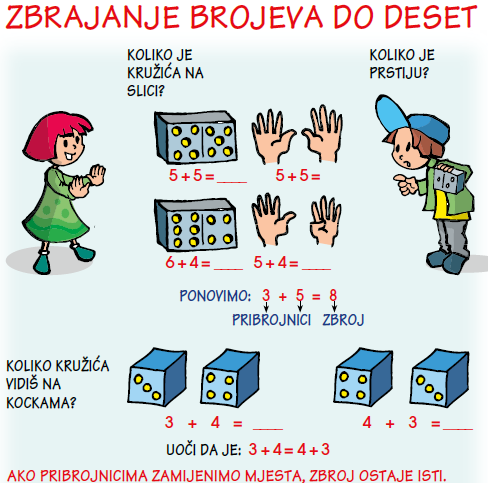 ZBRAJANJE BROJEVA DO DESET
KOLIKO JE
KRUŽIĆA NA
SLICI?
KOLIKO JE
PRSTIJU?
5 + 5 = ____ 5 + 5 =
6 + 4 = ____ 5 + 4 = ____
PONOVIMO: 3 + 5 = 8
PRIBROJNICI ZBROJ
KOLIKO KRUŽIĆA
VIDIŠ NA
KOCKAMA?
3 + 4 = ____ 4 + 3 = ____
UOČI DA JE: 3 + 4 = 4 + 3
AKO PRIBROJNICIMA ZAMIJENIMO MJESTA, ZBROJ OSTAJE ISTI.